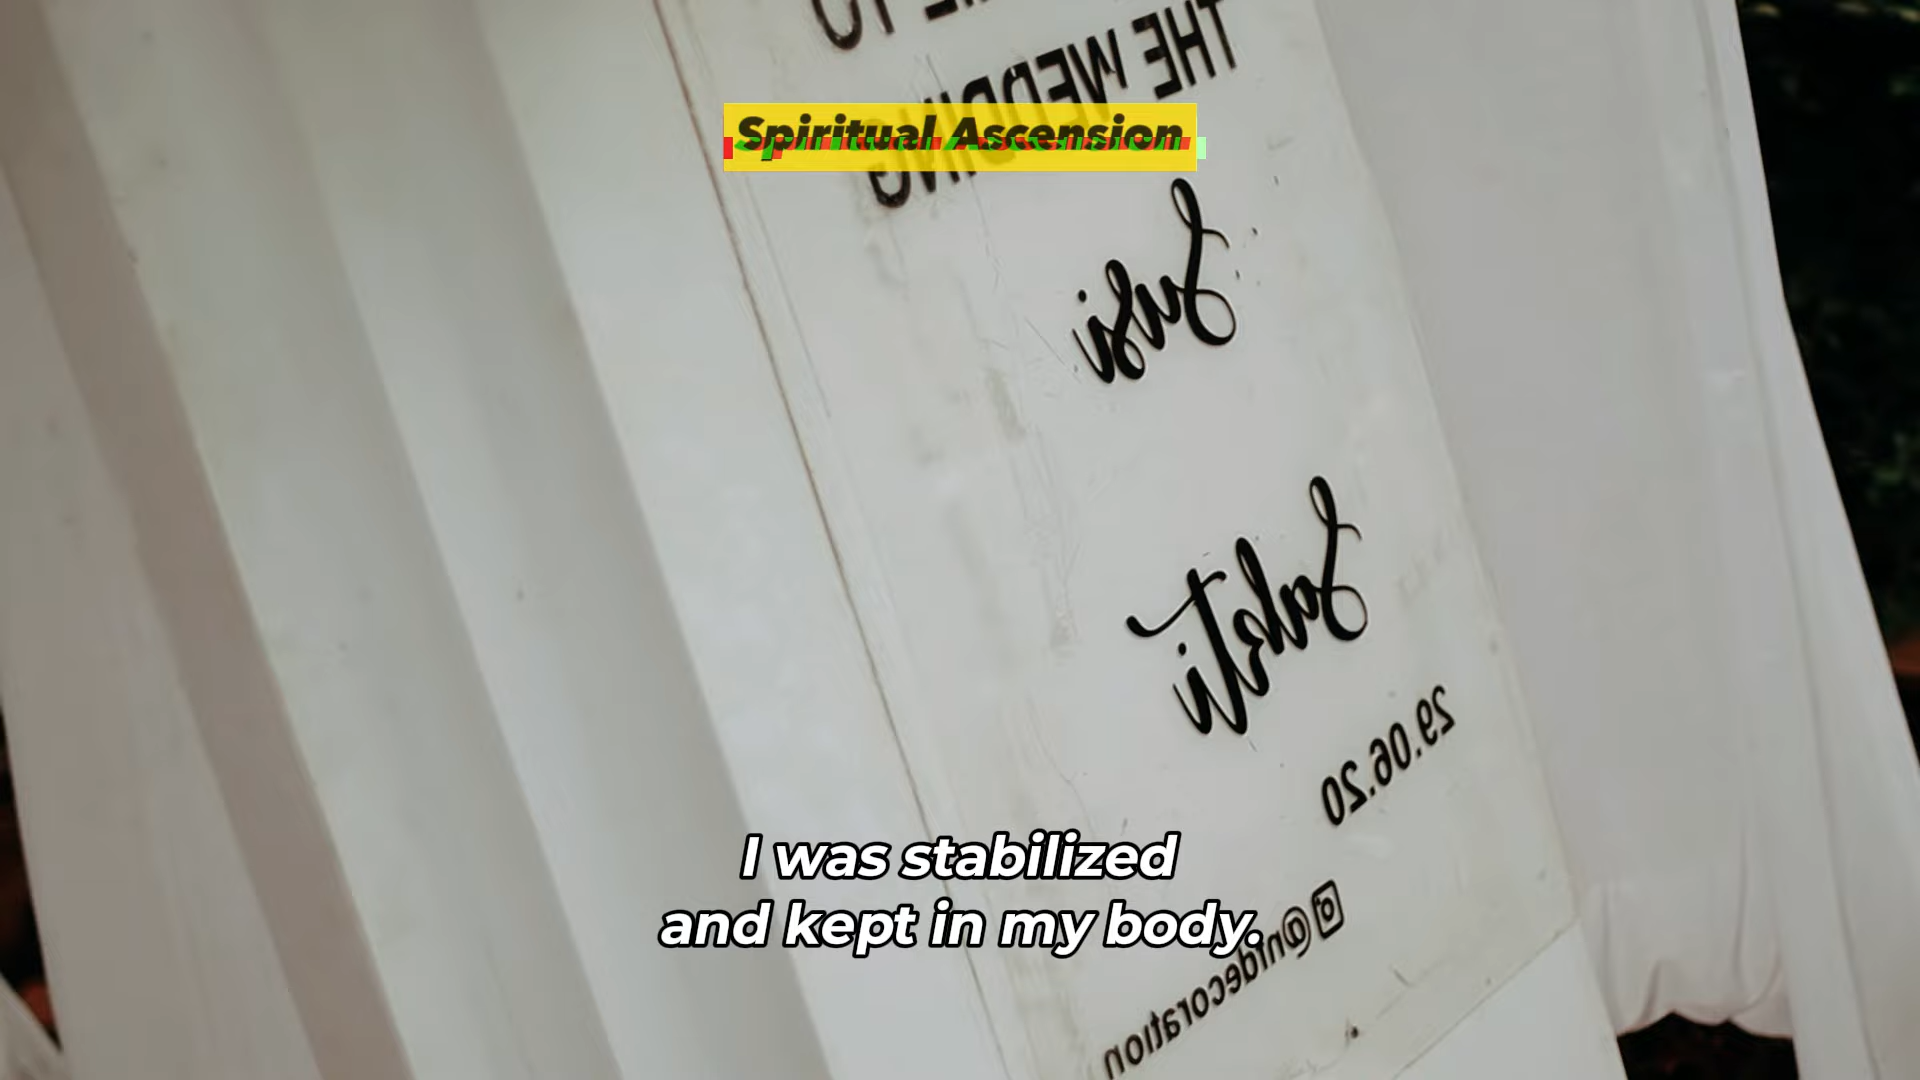 THE WEDDING
Spiritual Ascension
Susi
Sakti
29.06.20
@nidecoration
I was stabilized
and kept in my body.